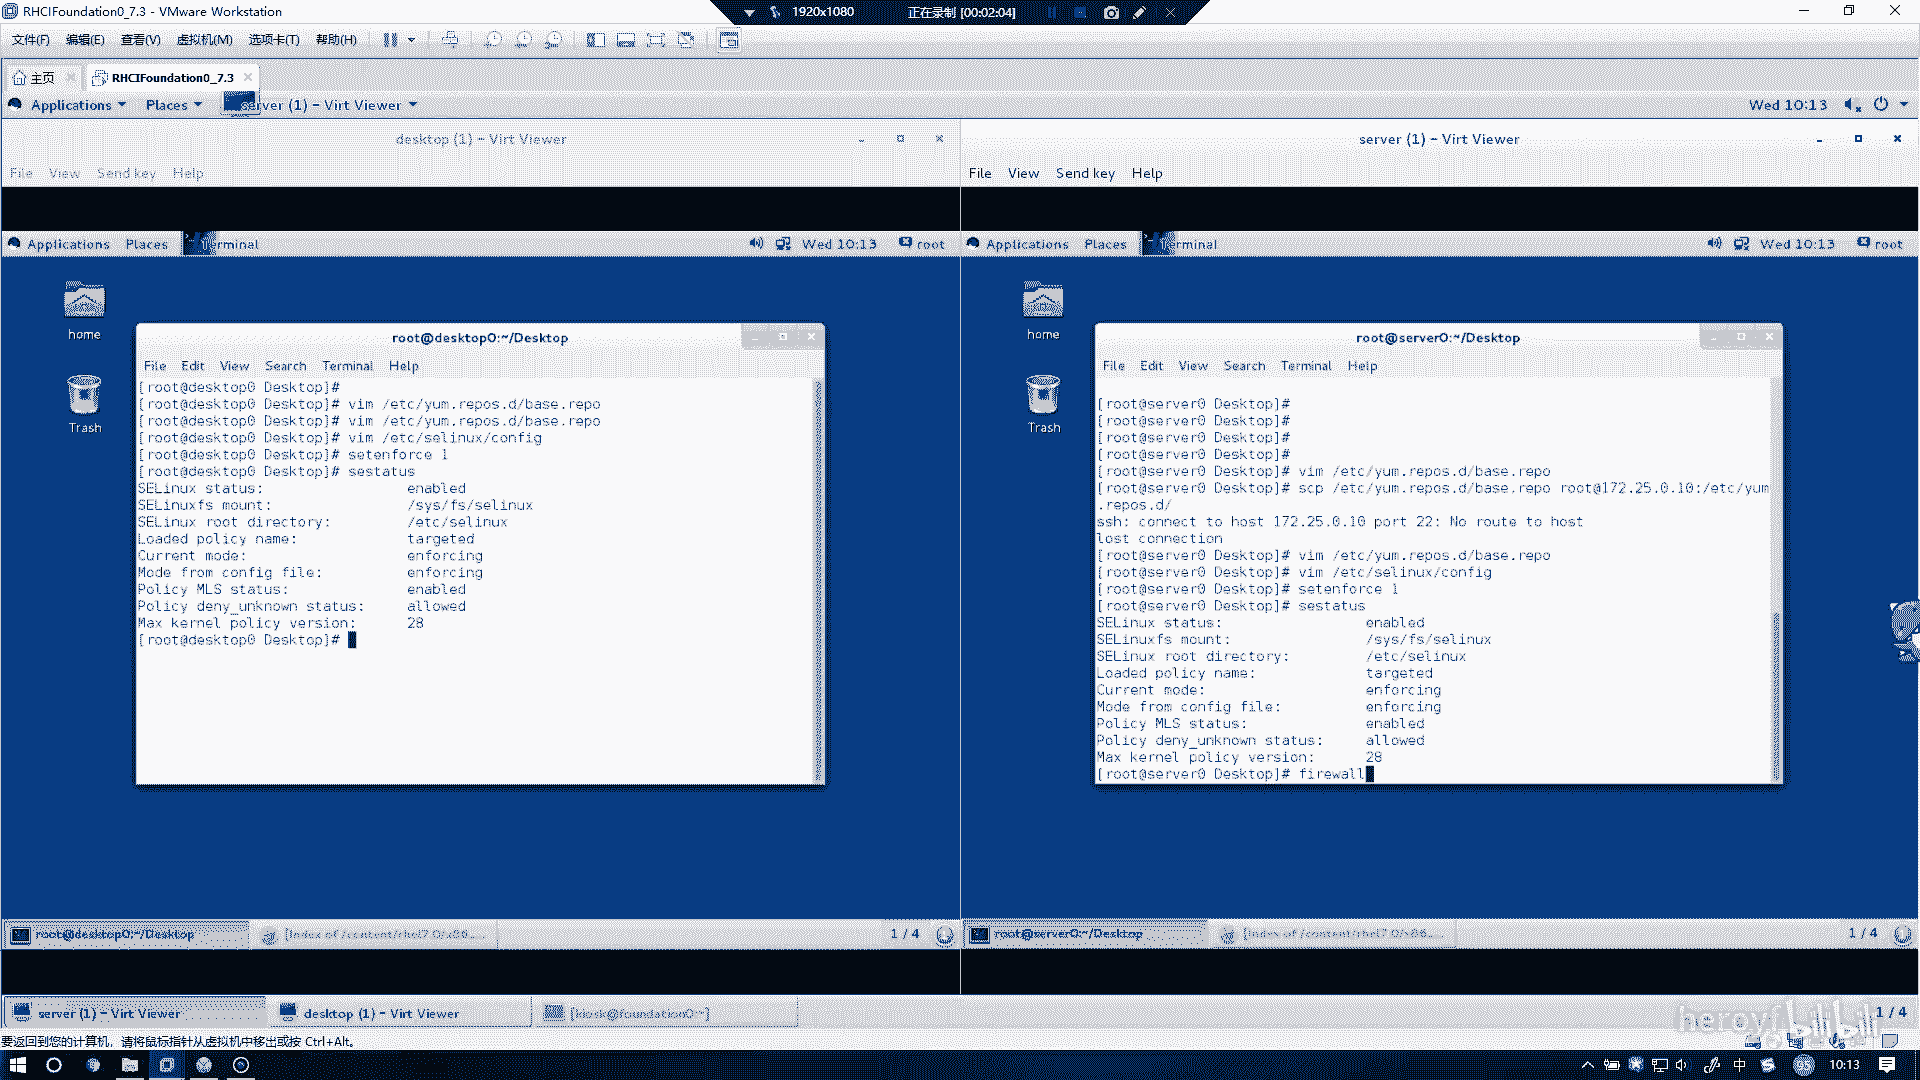 RHCIFoundation0_7.3 - VMware Workstation
1920x1080
正在录制 [00:02:04]
文件(F) 编辑(E) 查看(V) 虚拟机(M) 选项卡(T) 帮助(H)
主页
RHCIFoundation0_7.3
Applications Places server (1) - Virt Viewer
Wed 10:13
desktop (1) - Virt Viewer
File View Send key Help
Applications Places Terminal
Wed 10:13 root
home
Trash
root@desktop0:~/Desktop
File Edit View Search Terminal Help
[root@desktop0 Desktop]#
[root@desktop0 Desktop]# vim /etc/yum.repos.d/base.repo
[root@desktop0 Desktop]# vim /etc/yum.repos.d/base.repo
[root@desktop0 Desktop]# vim /etc/selinux/config
[root@desktop0 Desktop]# setenforce 1
[root@desktop0 Desktop]# sestatus
SELinux status: enabled
SELinuxfs mount: /sys/fs/selinux
SELinux root directory: /etc/selinux
Loaded policy name: targeted
Current mode: enforcing
Mode from config file: enforcing
Policy MLS status: enabled
Policy deny_unknown status: allowed
Max kernel policy version: 28
[root@desktop0 Desktop]#
root@desktop0:~/Desktop
[Index of /content/rhel7.0/x86....
1 / 4
server (1) - Virt Viewer
File View Send key Help
Applications Places Terminal
Wed 10:13 root
home
Trash
root@server0:~/Desktop
File Edit View Search Terminal Help
[root@server0 Desktop]#
[root@server0 Desktop]#
[root@server0 Desktop]#
[root@server0 Desktop]#
[root@server0 Desktop]# vim /etc/yum.repos.d/base.repo
[root@server0 Desktop]# scp /etc/yum.repos.d/base.repo root@172.25.0.10:/etc/yum
.repos.d/
ssh: connect to host 172.25.0.10 port 22: No route to host
lost connection
[root@server0 Desktop]# vim /etc/yum.repos.d/base.repo
[root@server0 Desktop]# vim /etc/selinux/config
[root@server0 Desktop]# setenforce 1
[root@server0 Desktop]# sestatus
SELinux status: enabled
SELinuxfs mount: /sys/fs/selinux
SELinux root directory: /etc/selinux
Loaded policy name: targeted
Current mode: enforcing
Mode from config file: enforcing
Policy MLS status: enabled
Policy deny_unknown status: allowed
Max kernel policy version: 28
[root@server0 Desktop]# firewall
root@server0:~/Desktop
[Index of /content/rhel7.0/x86....
1 / 4
server (1) - Virt Viewer
desktop (1) - Virt Viewer
[kiosk@foundation0:~]
1 / 4
bilibili
要返回到您的计算机，请将鼠标指针从虚拟机中移出或按 Ctrl+Alt。
中
10:13